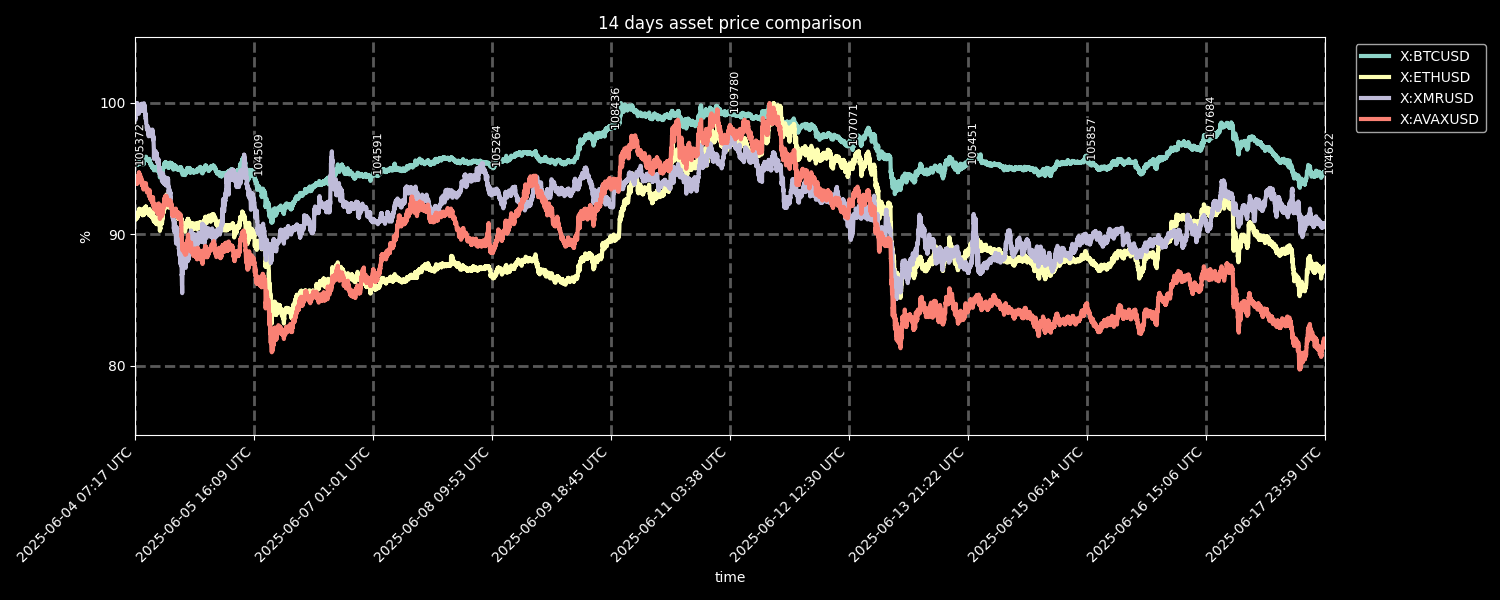 14 days asset price comparison
X:BTCUSD
X:ETHUSD
X:XMRUSD
X:AVAXUSD
100
90
80
%
105372
104509
104591
105264
108436
109780
107071
105451
105857
107684
104622
2025-06-04 07:17 UTC
2025-06-05 16:09 UTC
2025-06-07 01:01 UTC
2025-06-08 09:53 UTC
2025-06-09 18:45 UTC
2025-06-11 03:38 UTC
2025-06-12 12:30 UTC
2025-06-13 21:22 UTC
2025-06-15 06:14 UTC
2025-06-16 15:06 UTC
2025-06-17 23:59 UTC
time